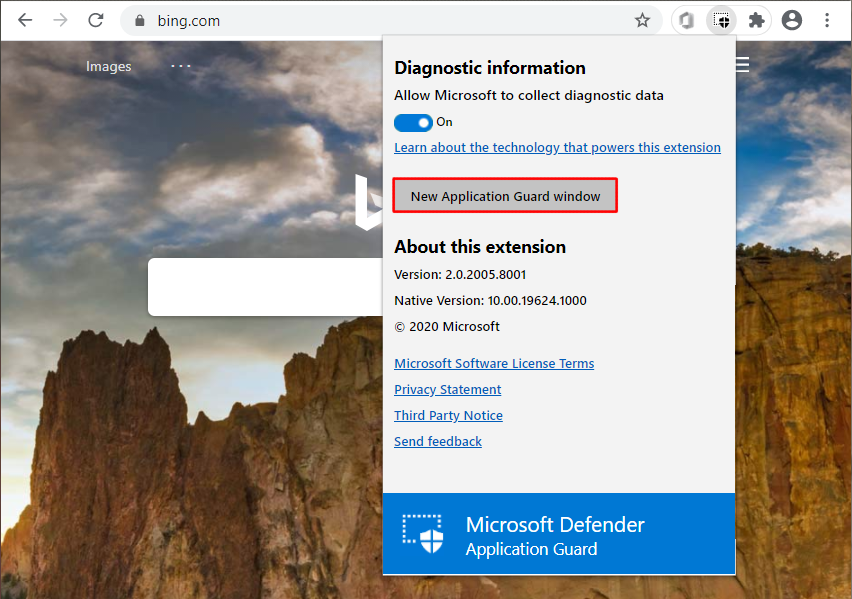 bing.com
Images
Diagnostic information
Allow Microsoft to collect diagnostic data
On
Learn about the technology that powers this extension
New Application Guard window
About this extension
Version: 2.0.2005.8001
Native Version: 10.00.19624.1000
© 2020 Microsoft
Microsoft Software License Terms
Privacy Statement
Third Party Notice
Send feedback
Microsoft Defender
Application Guard